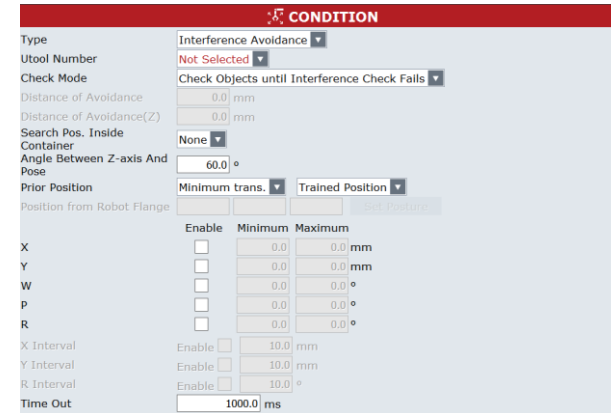 CONDITION
Type Interference Avoidance
Utool Number Not Selected
Check Mode Check Objects until Interference Check Fails
Distance of Avoidance 0.0 mm
Distance of Avoidance(Z) 0.0 mm
Search Pos. Inside
Container None
Angle Between Z-axis And
Pose 60.0 º
Prior Position Minimum trans. Trained Position
Position from Robot Flange Set Posture
Enable Minimum Maximum
X 0.0 0.0 mm
Y 0.0 0.0 mm
W 0.0 0.0 º
P 0.0 0.0 º
R 0.0 0.0 º
X Interval Enable 10.0 mm
Y Interval Enable 10.0 mm
R Interval Enable 10.0 º
Time Out 1000.0 ms